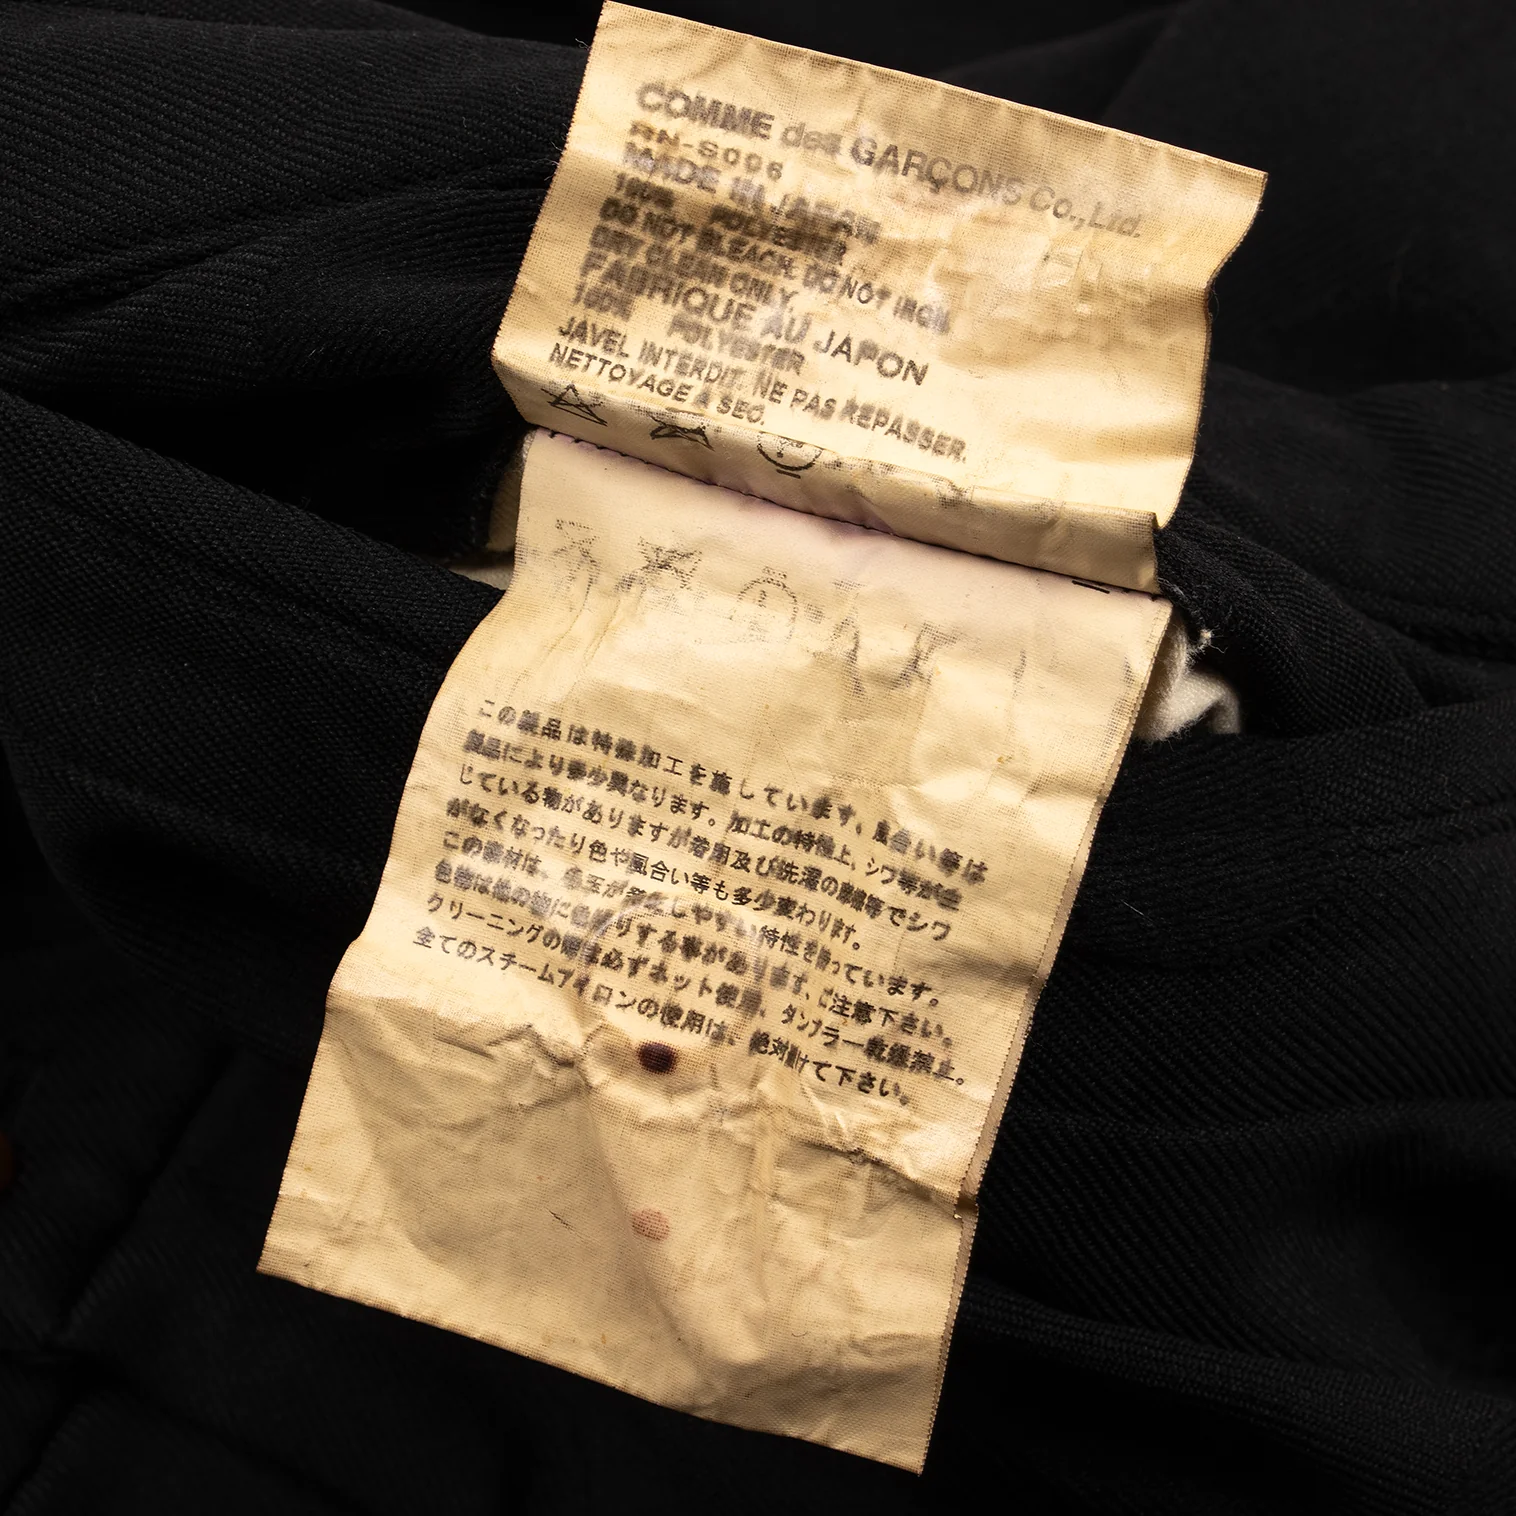 COMME des GARÇONS Co., Ltd.
RN-S006
MADE IN JAPAN
100% POLYESTER
DO NOT BLEACH. DO NOT IRON.
DRY CLEAN ONLY.
FABRIQUE AU JAPON
100% POLYESTER
JAVEL INTERDIT. NE PAS REPASSER.
NETTOYAGE A SEC.
この製品は特殊加工を施しています。風合い等は
製品により多少異なります。加工の特徴上、シワ等が生
じている物がありますが着用及び洗濯の摩擦等でシワ
がなくなったり色や風合い等も多少変わります。
この素材は、毛玉が発生しやすい特性を持っています。
色物は他の物に色移りする事があります、ご注意下さい。
クリーニングの際は必ずネット使用、タンブラー乾燥禁止。
全てのスチームアイロンの使用は、絶対避けて下さい。